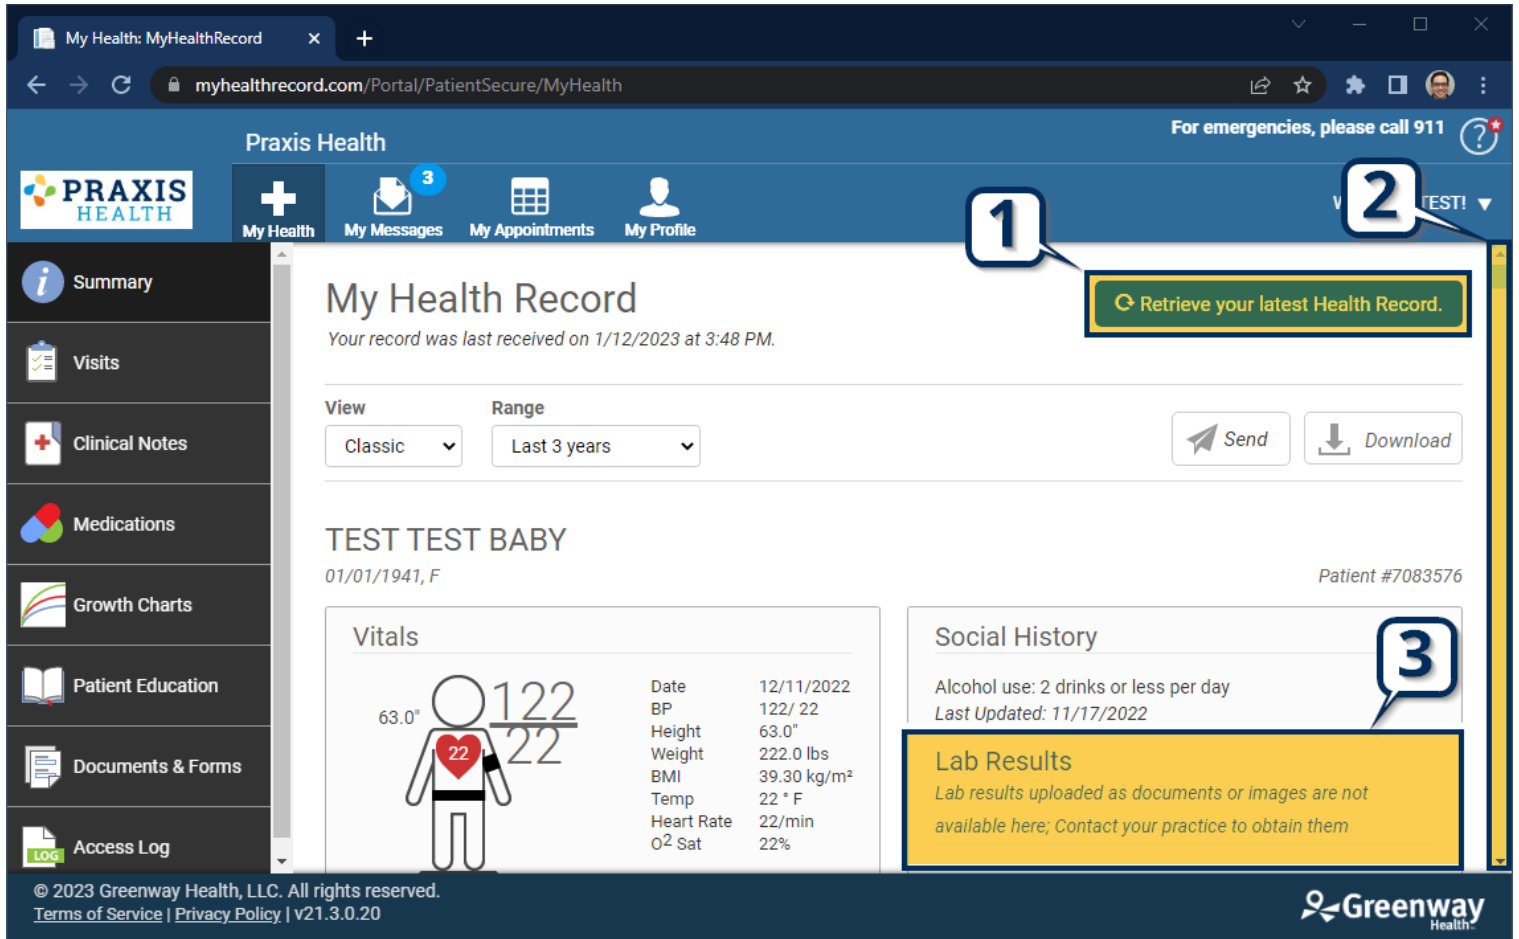 My Health: MyHealthRecord
myhealthrecord.com/Portal/PatientSecure/MyHealth
For emergencies, please call 911
Praxis Health
PRAXIS
HEALTH
My Health
3
My Messages
My Appointments
My Profile
TEST!
1
2
Summary
Visits
Clinical Notes
Medications
Growth Charts
Patient Education
Documents & Forms
LOG
Access Log
My Health Record
Your record was last received on 1/12/2023 at 3:48 PM.
Retrieve your latest Health Record.
View
Range
Classic
Last 3 years
Send
Download
TEST TEST BABY
01/01/1941, F
Patient #7083576
Vitals
63.0"
122
22
22
Date 12/11/2022
BP 122/ 22
Height 63.0"
Weight 222.0 lbs
BMI 39.30 kg/m²
Temp 22 ° F
Heart Rate 22/min
O2 Sat 22%
Social History
Alcohol use: 2 drinks or less per day
Last Updated: 11/17/2022
3
Lab Results
Lab results uploaded as documents or images are not
available here; Contact your practice to obtain them
© 2023 Greenway Health, LLC. All rights reserved.
Terms of Service | Privacy Policy | v21.3.0.20
Greenway
Health